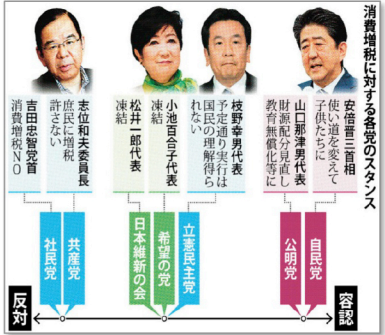 消費増税に対する各党のスタンス
安倍晋三首相
使い道を変えて
子供たちに
山口那津男代表
財源配分見直し
教育無償化等に
枝野幸男代表
予定通り実行は
国民の理解得ら
れない
小池百合子代表
凍結
松井一郎代表
凍結
志位和夫委員長
庶民に増税
許さない
吉田忠智党首
消費増税NO
自民党
公明党
立憲民主党
希望の党
日本維新の会
共産党
社民党
容認
反対